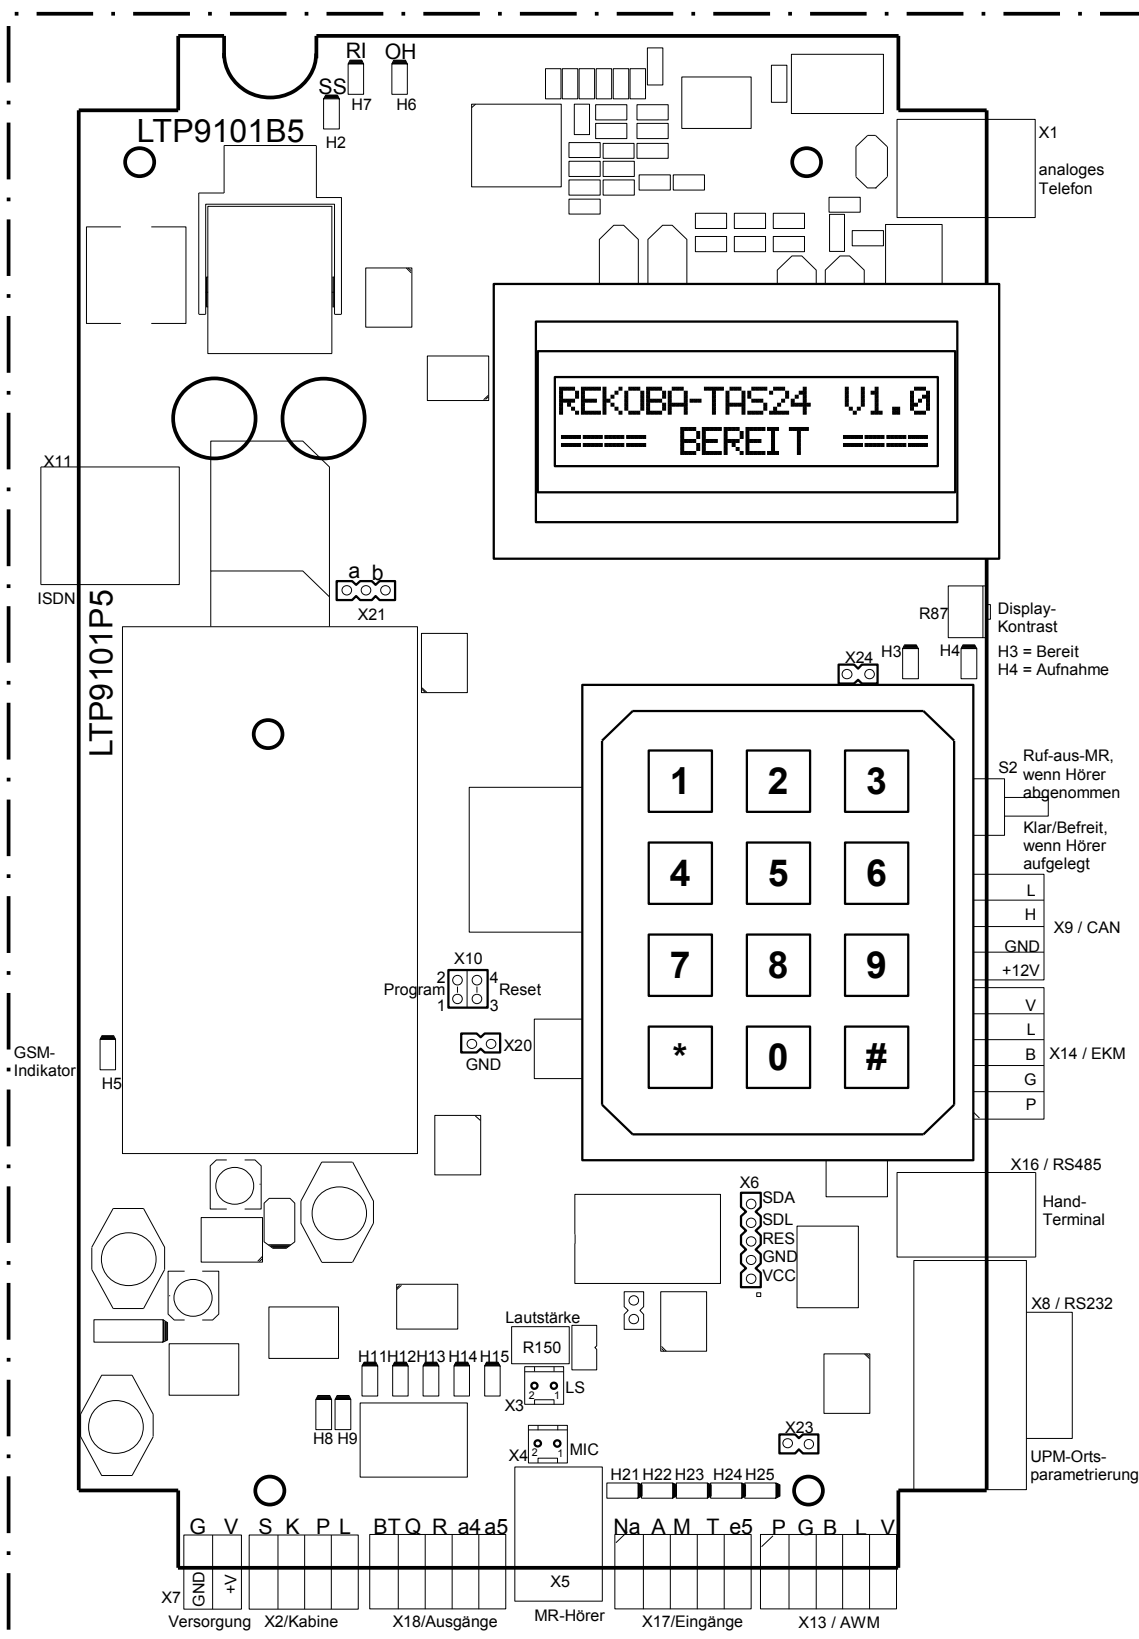 RI OH
SS
H7 H6
H2
LTP9101B5
X1
analoges
Telefon
REKOBA-TAS24 V1.0
==== BEREIT ====
X11
ISDN
a b
X21
LTP9101P5
R87
Display-
Kontrast
H3 H4
H3 = Bereit
H4 = Aufnahme
X24
1 2 3
4 5 6
7 8 9
* 0 #
S2
Ruf-aus-MR,
wenn Hörer
abgenommen
Klar/Befreit,
wenn Hörer
aufgelegt
L
H
GND
+12V
X9 / CAN
V
L
B
G
P
X14 / EKM
X10
2 4
Program Reset
1 3
X20
GND
GSM-
Indikator
H5
X16 / RS485
Hand-
Terminal
X6
SDA
SDL
RES
GND
VCC
X8 / RS232
UPM-Orts-
parametrierung
Lautstärke
R150
H11 H12 H13 H14 H15
LS
2 1
X3
H8 H9
X4
2 1
MIC
X23
H21 H22 H23 H24 H25
G V S K P L BT Q R a4 a5 Na A M T e5 P G B L V
X7
GND
+V
X5
Versorgung X2/Kabine X18/Ausgänge MR-Hörer X17/Eingänge X13 / AWM